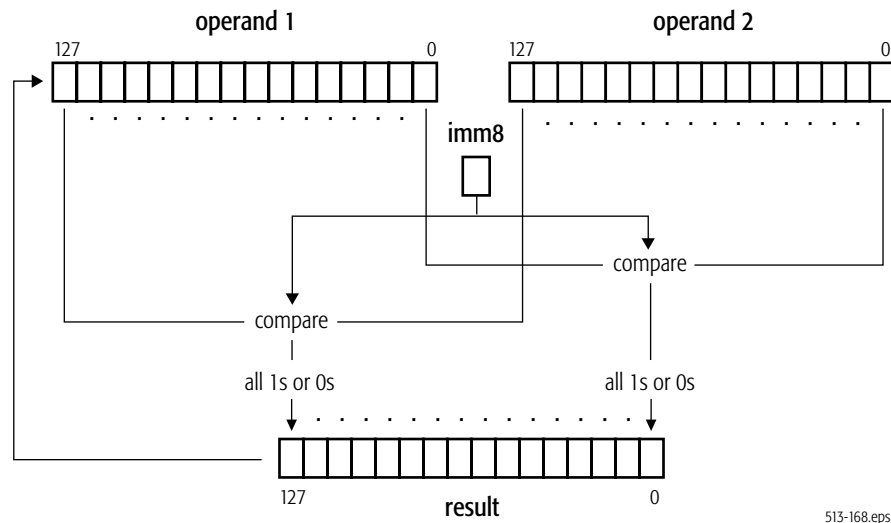 operand 1 operand 2
127 0 127 0
imm8
compare
compare
all 1s or 0s all 1s or 0s
127 0
result
513-168.eps